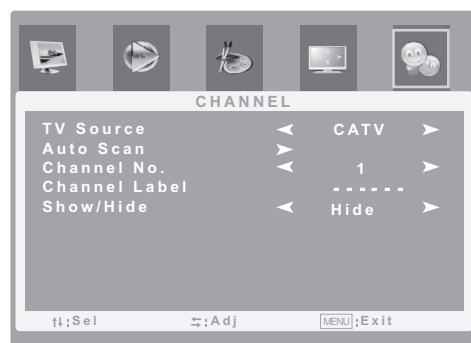 CHANNEL
TV Source CATV
Auto Scan
Channel No. 1
Channel Label ------
Show/Hide Hide
↑↓:Sel ⇆:Adj MENU:Exit